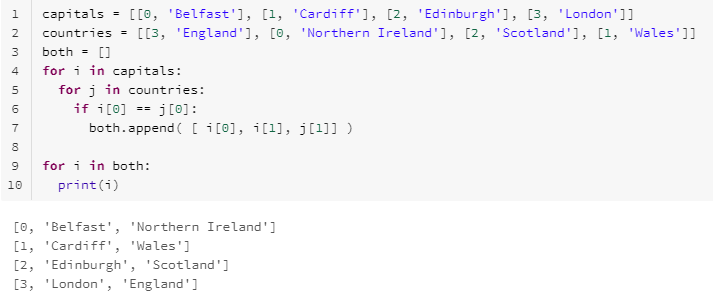 1 capitals = [[0, 'Belfast'], [1, 'Cardiff'], [2, 'Edinburgh'], [3, 'London']]
2 countries = [[3, 'England'], [0, 'Northern Ireland'], [2, 'Scotland'], [1, 'Wales']]
3 both = []
4 for i in capitals:
5   for j in countries:
6     if i[0] == j[0]:
7       both.append( [ i[0], i[1], j[1]] )
8
9 for i in both:
10   print(i)
[0, 'Belfast', 'Northern Ireland']
[1, 'Cardiff', 'Wales']
[2, 'Edinburgh', 'Scotland']
[3, 'London', 'England']